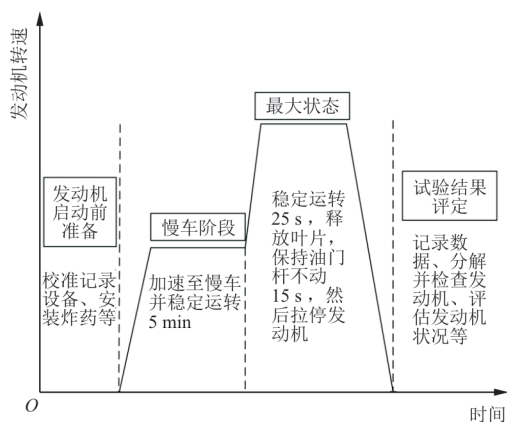 发动机转速
发动机
启动前
准备
校准记录
设备、安
装炸药等
慢车阶段
加速至慢车
并稳定运转
5 min
最大状态
稳定运转
25 s，释
放叶片，
保持油门
杆不动
15 s，然
后拉停发
动机
试验结果
评定
记录数
据、分解
并检查发
动机、评
估发动机
状况等
O
时间